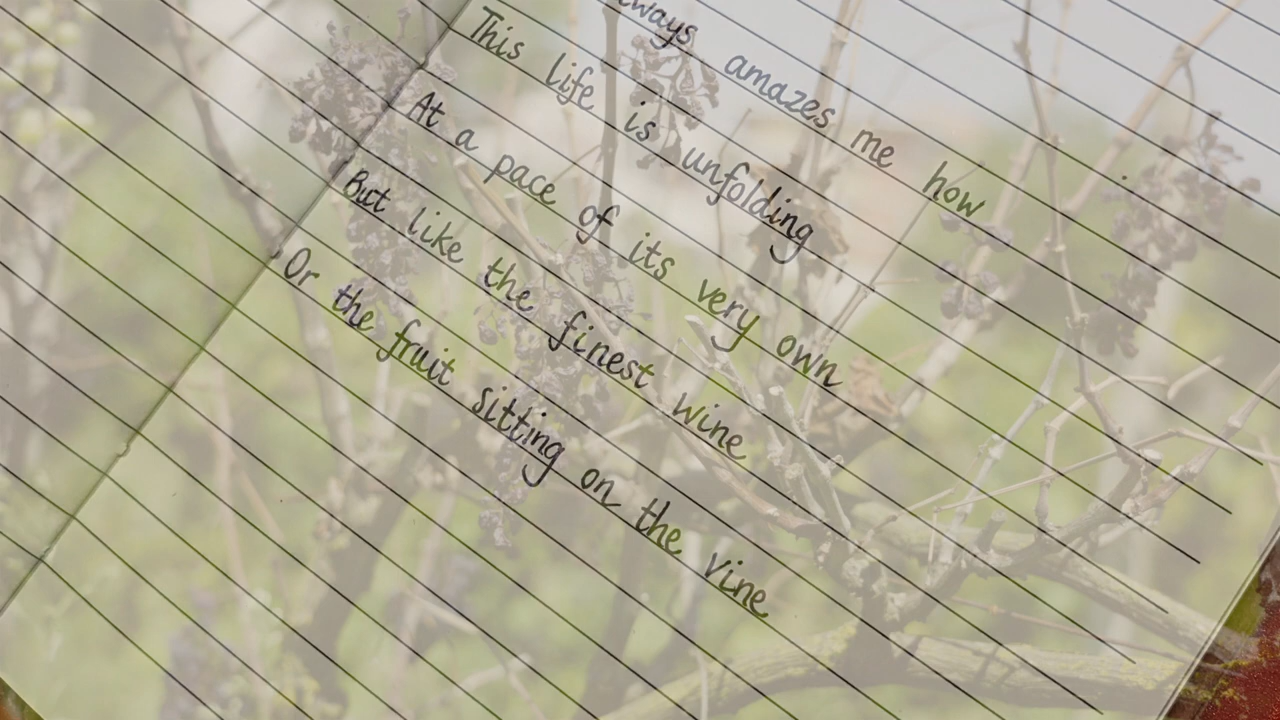 amazes me how
This life is unfolding
At a pace of its very own
But like the finest wine
Or the fruit sitting on the vine